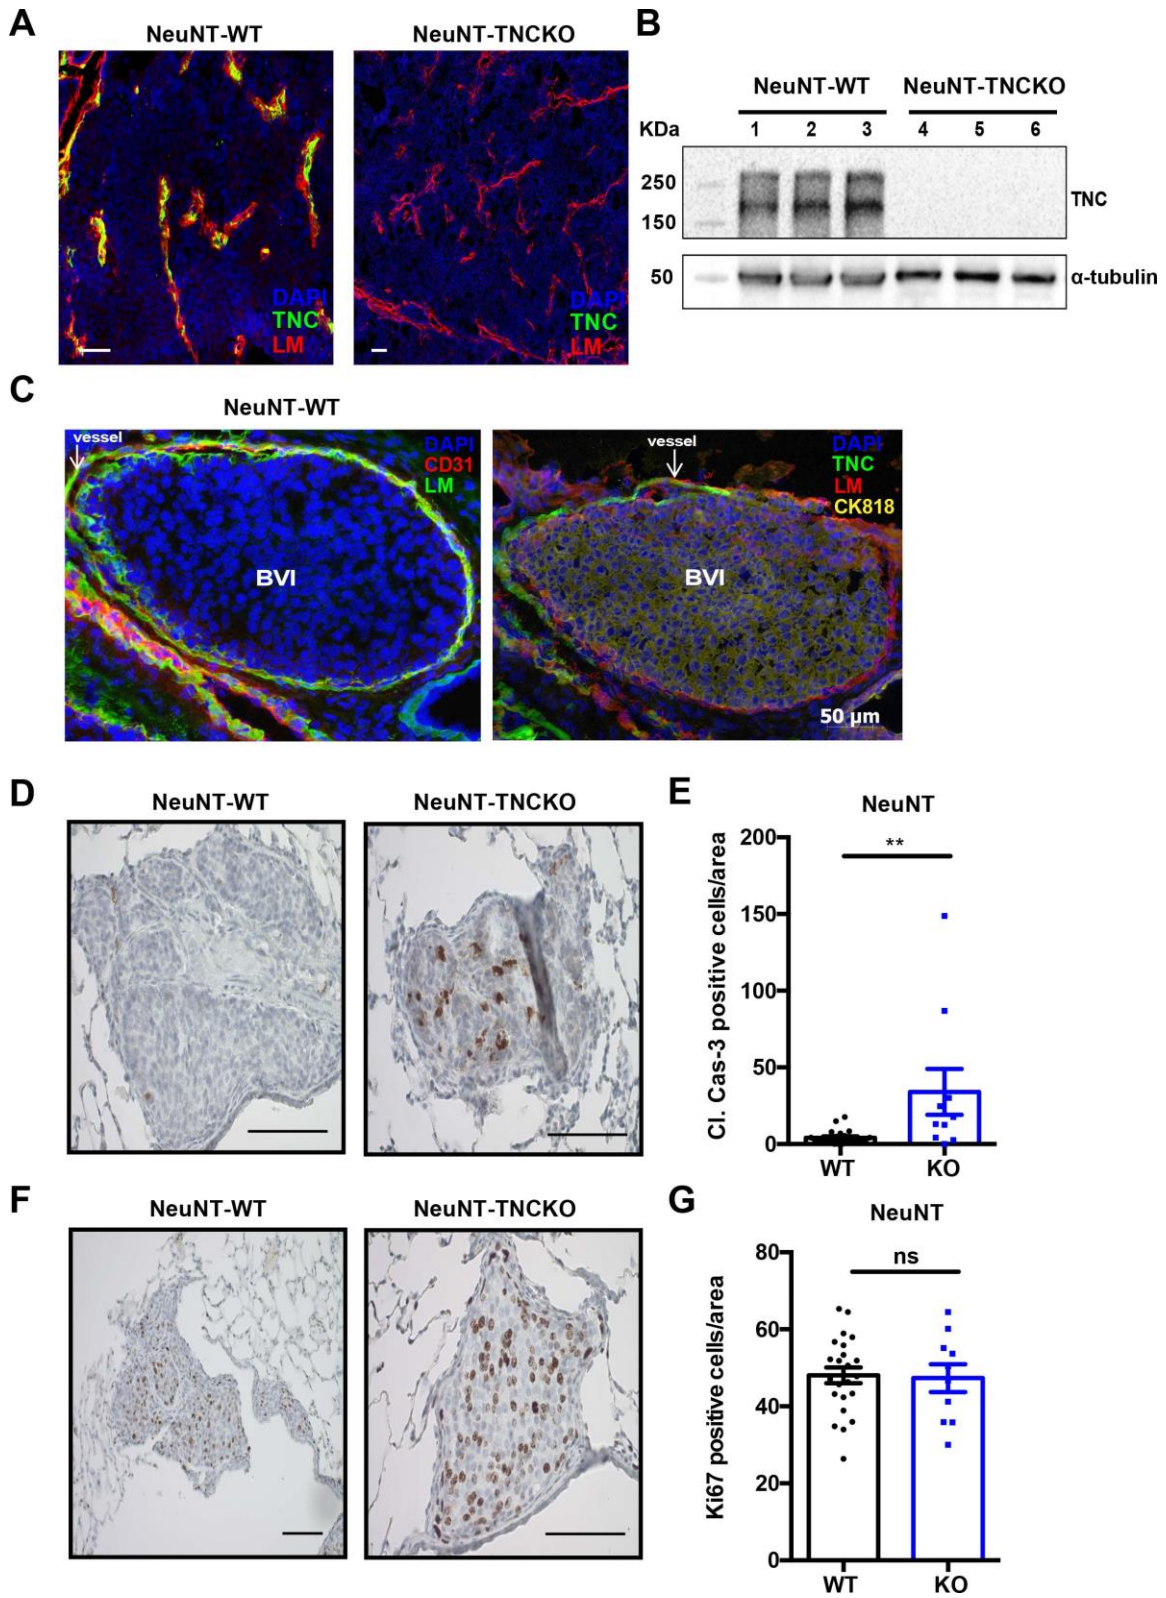 A
NeuNT-WT
NeuNT-TNCKO
DAPI
TNC
LM
DAPI
TNC
LM
B
NeuNT-WT
NeuNT-TNCKO
KDa
1 2 3 4 5 6
250
150
TNC
50
α-tubulin
C
NeuNT-WT
vessel
DAPI
CD31
LM
BVI
vessel
DAPI
TNC
LM
CK818
BVI
50 µm
D
NeuNT-WT
NeuNT-TNCKO
E
NeuNT
**
Cl. Cas-3 positive cells/area
200
150
100
50
0
WT
KO
F
NeuNT-WT
NeuNT-TNCKO
G
NeuNT
ns
Ki67 positive cells/area
80
60
40
20
0
WT
KO